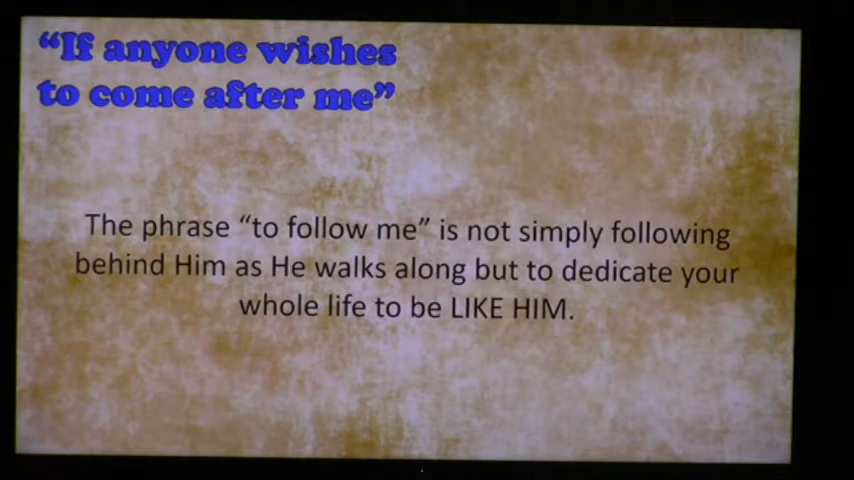 “If anyone wishes
to come after me”
The phrase “to follow me” is not simply following
behind Him as He walks along but to dedicate your
whole life to be LIKE HIM.